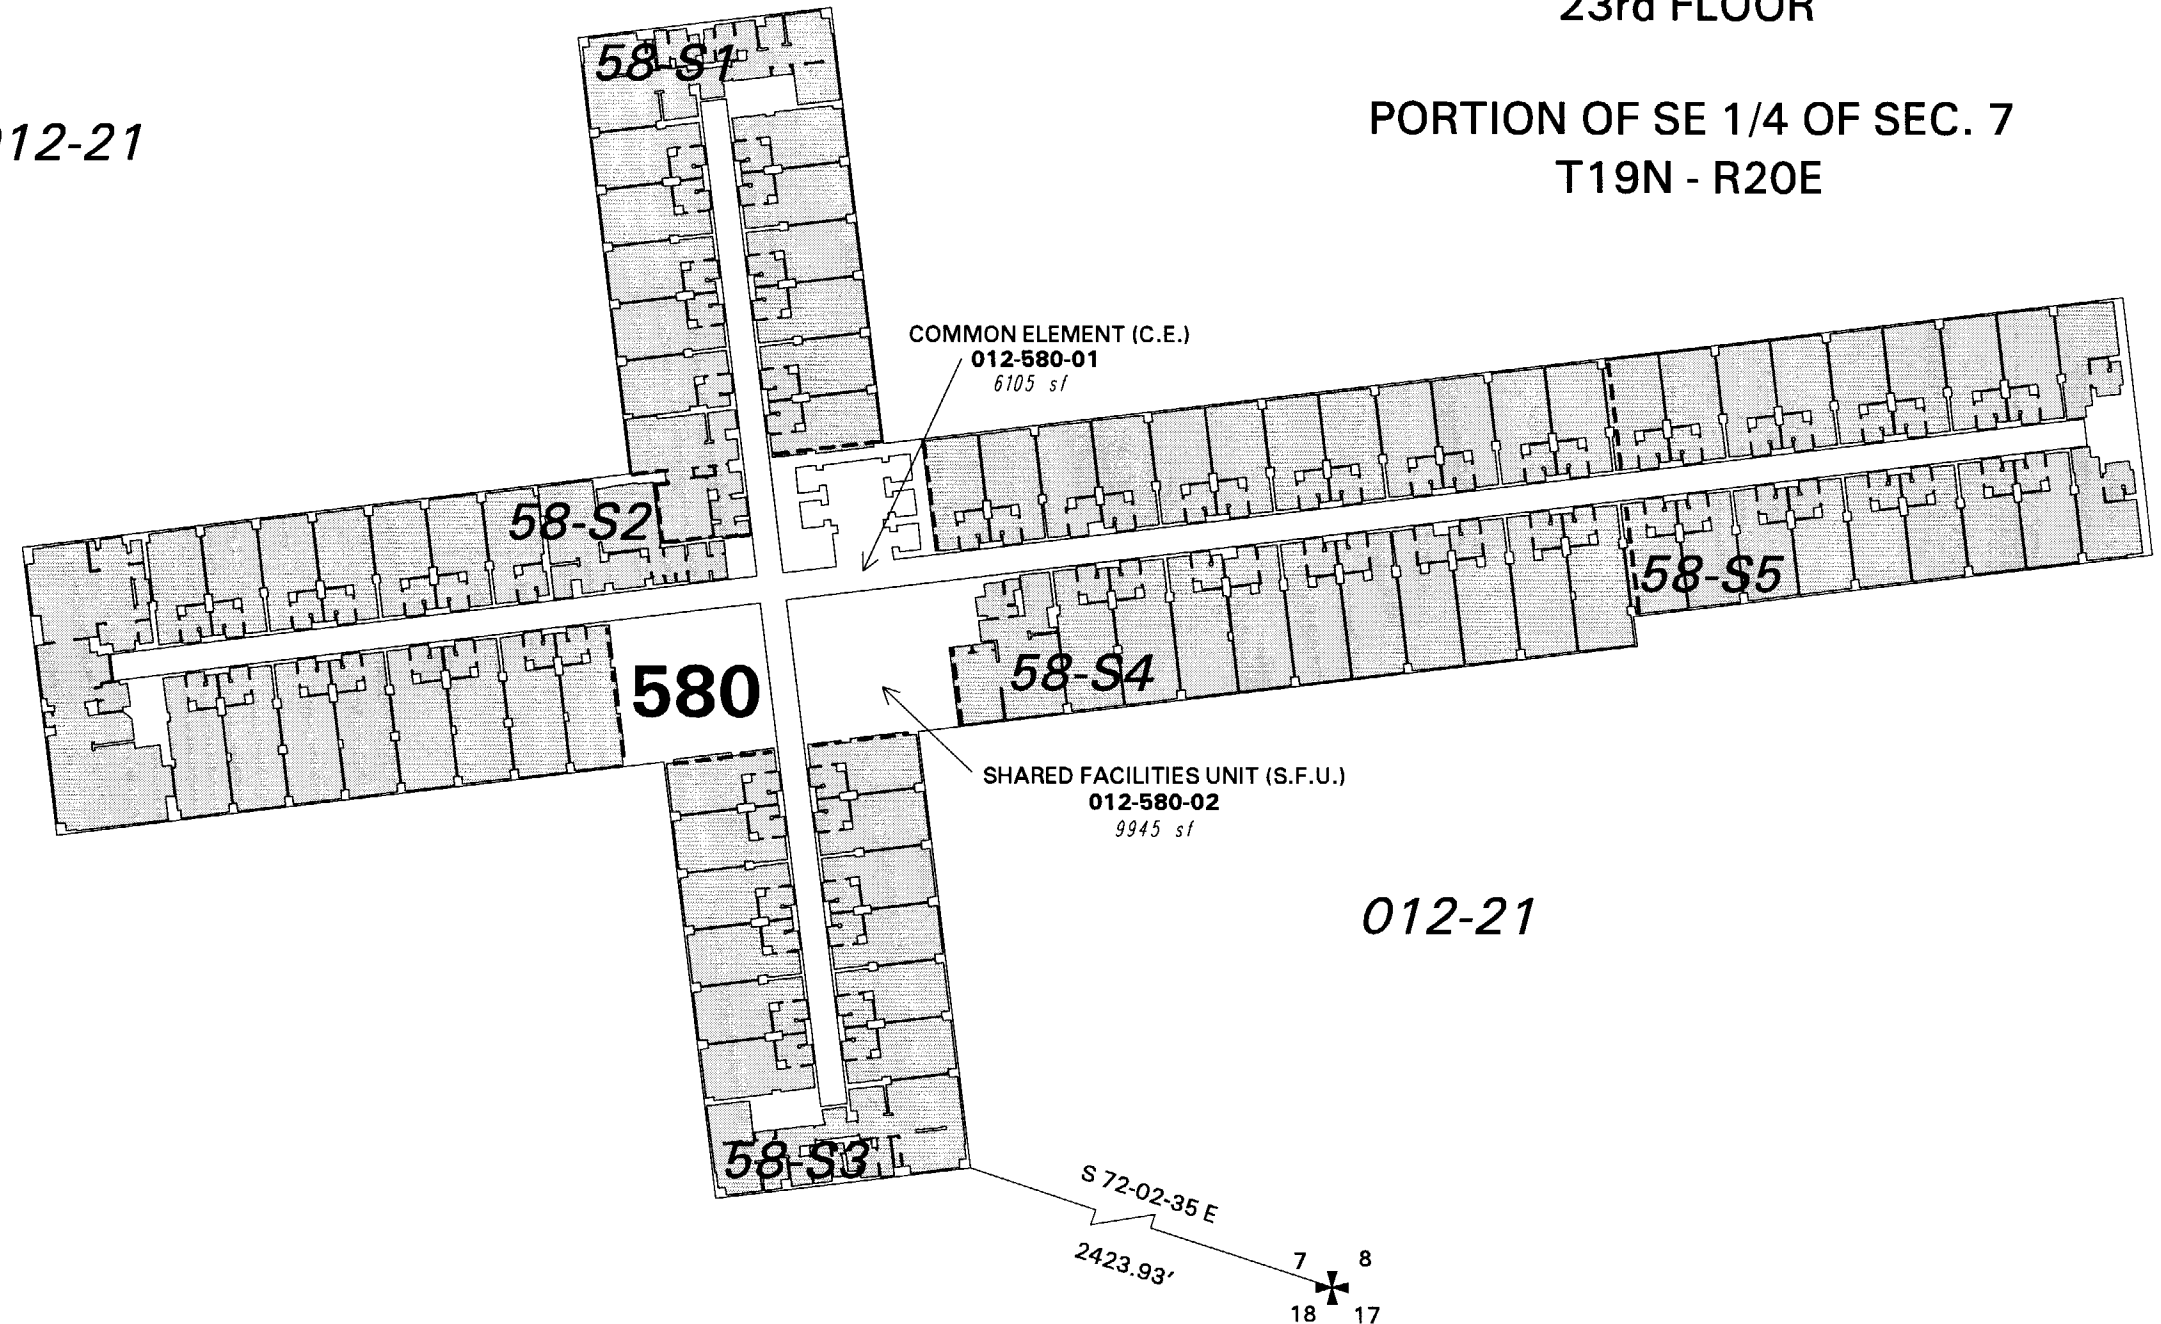 23rd FLOOR
PORTION OF SE 1/4 OF SEC. 7
T19N - R20E
58-S1
012-21
COMMON ELEMENT (C.E.)
012-580-01
6105 sf
58-S2
58-S5
580
58-S4
SHARED FACILITIES UNIT (S.F.U.)
012-580-02
9945 sf
012-21
58-S3
S 72-02-35 E
2423.93'
7 8
18 17